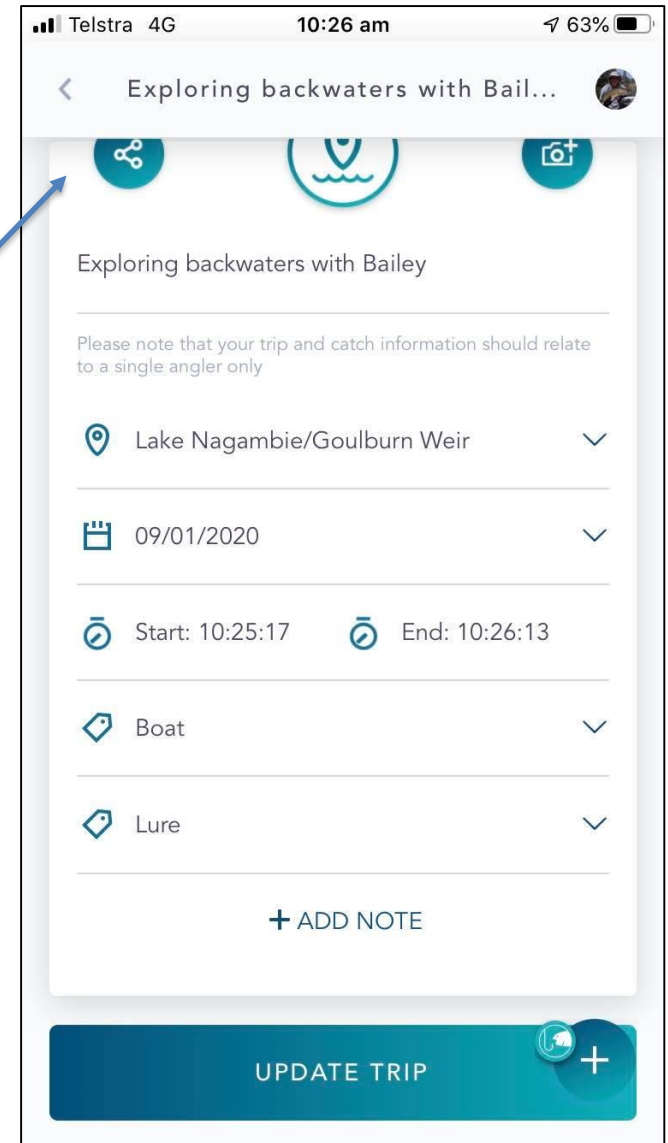 Telstra 4G 10:26 am 63%
Exploring backwaters with Bail...
Exploring backwaters with Bailey
Please note that your trip and catch information should relate
to a single angler only
Lake Nagambie/Goulburn Weir
09/01/2020
Start: 10:25:17 End: 10:26:13
Boat
Lure
+ ADD NOTE
UPDATE TRIP +